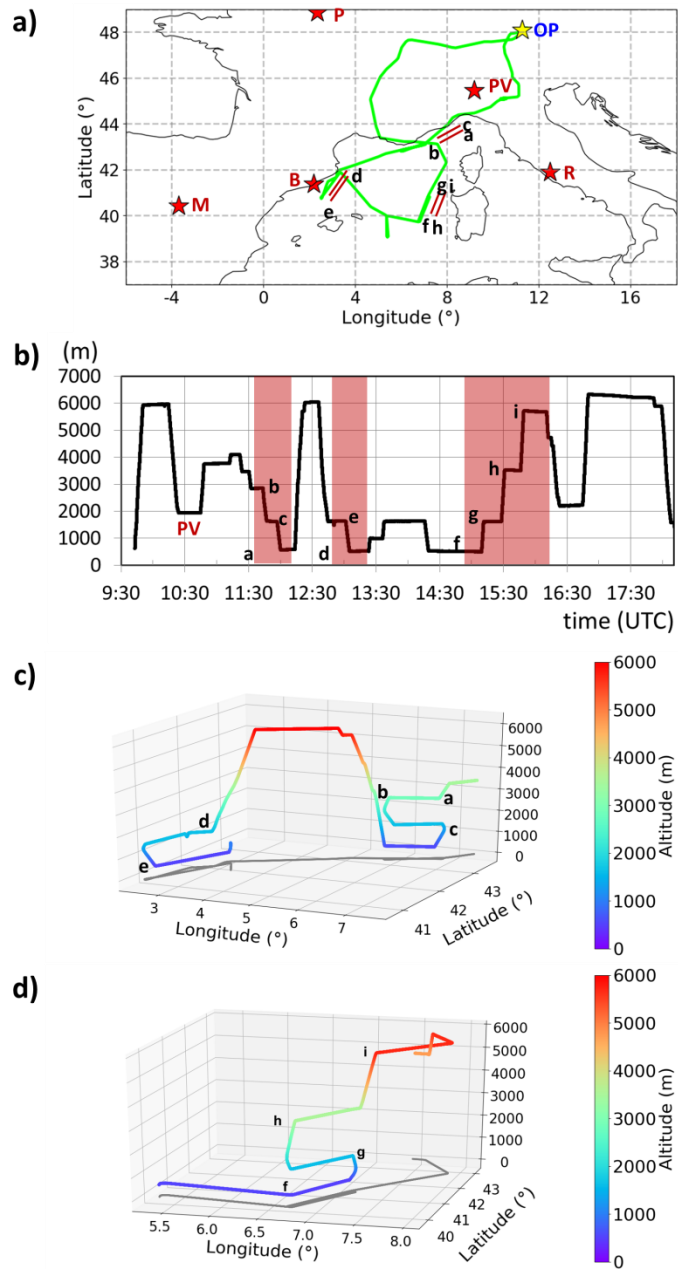 a)
48
46
44
42
40
38
Latitude (°)
P
OP
PV
c
a
b
B
d
e
M
R
g i
f h
-4 0 4 8 12 16
Longitude (°)
b)
(m)
7000
6000
5000
4000
3000
2000
1000
0
PV
a
b
c
d
e
f
g
h
i
9:30 10:30 11:30 12:30 13:30 14:30 15:30 16:30 17:30
time (UTC)
c)
6000
5000
4000
3000
2000
1000
0
b
a
c
d
e
3 4 5 6 7
Longitude (°)
41
42
43
Latitude (°)
6000
5000
4000
3000
2000
1000
0
Altitude (m)
d)
6000
5000
4000
3000
2000
1000
0
i
h
g
f
5.5 6.0 6.5 7.0 7.5 8.0
Longitude (°)
40
41
42
43
Latitude (°)
6000
5000
4000
3000
2000
1000
0
Altitude (m)